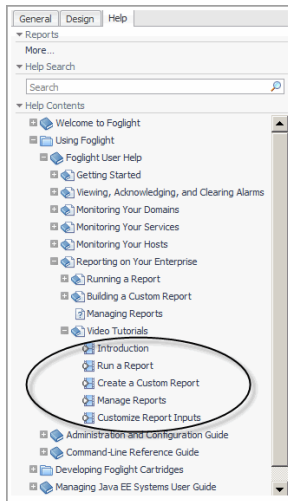 General Design Help
Reports
More...
Help Search
Search
Help Contents
Welcome to Foglight
Using Foglight
Foglight User Help
Getting Started
Viewing, Acknowledging, and Clearing Alarms
Monitoring Your Domains
Monitoring Your Services
Monitoring Your Hosts
Reporting on Your Enterprise
Running a Report
Building a Custom Report
Managing Reports
Video Tutorials
Introduction
Run a Report
Create a Custom Report
Manage Reports
Customize Report Inputs
Administration and Configuration Guide
Command-Line Reference Guide
Developing Foglight Cartridges
Managing Java EE Systems User Guide